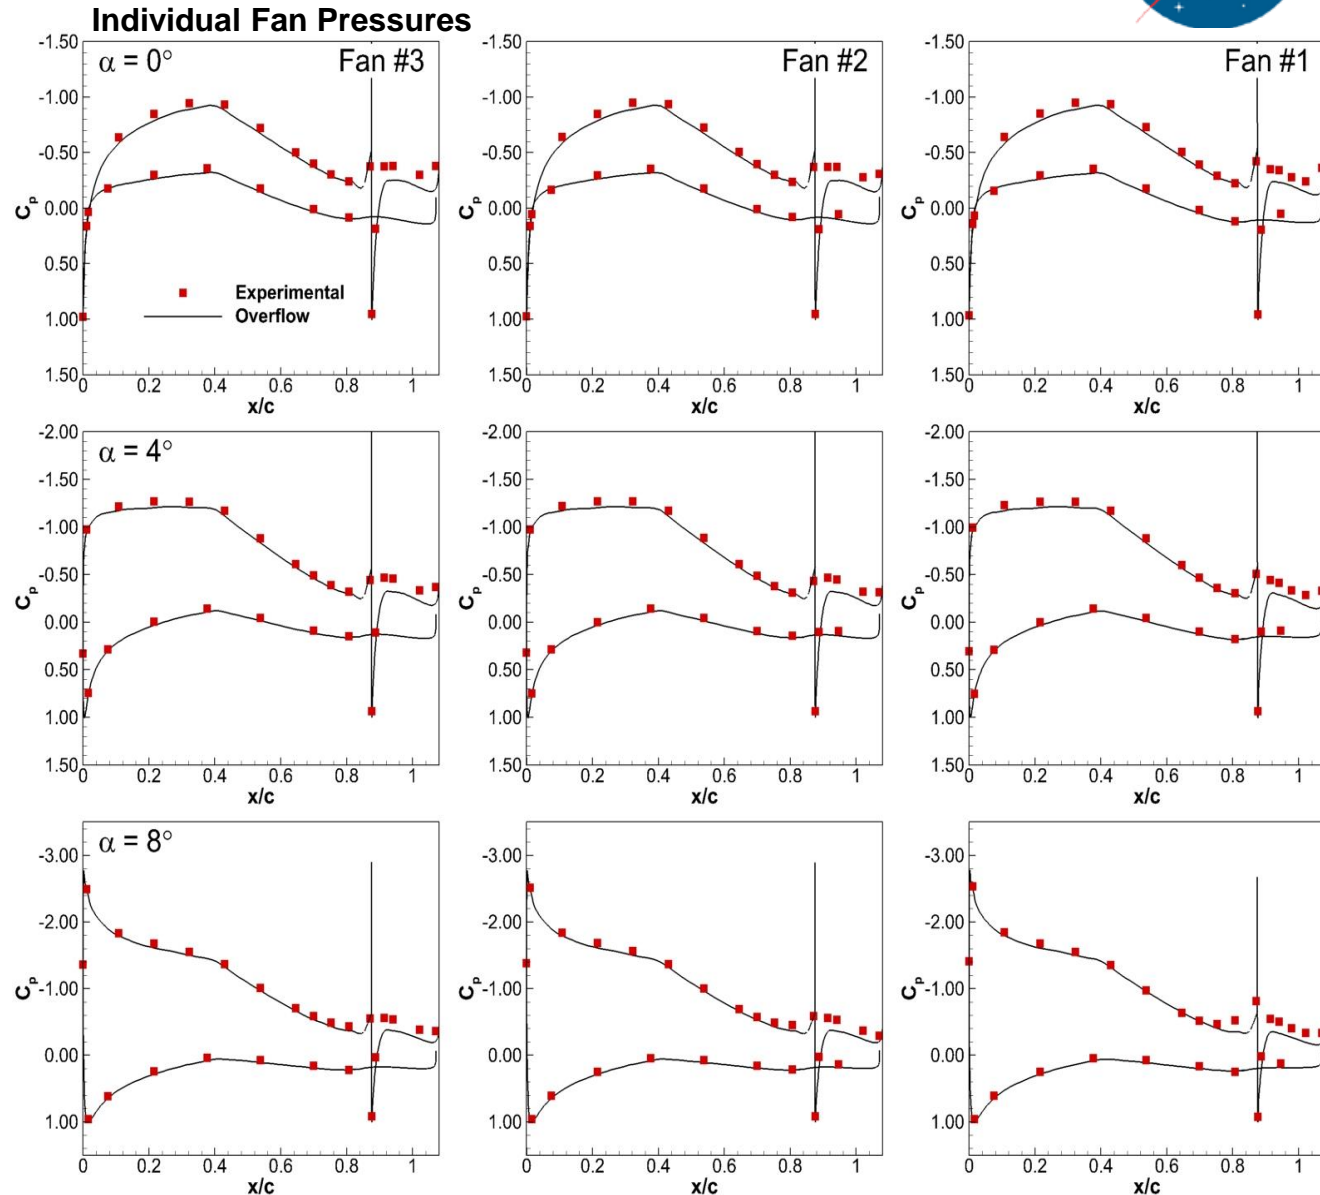 Individual Fan Pressures
α = 0° Fan #3 Fan #2 Fan #1
-1.50 -1.50 -1.50
-1.00 -1.00 -1.00
-0.50 -0.50 -0.50
Cp 0.00 Cp 0.00 Cp 0.00
0.50 0.50 0.50
Experimental
1.00 1.00 1.00
Overflow
1.50 1.50 1.50
0 0.2 0.4 0.6 0.8 1 0 0.2 0.4 0.6 0.8 1 0 0.2 0.4 0.6 0.8 1
x/c x/c x/c
-2.00 -2.00 -2.00
α = 4°
-1.50 -1.50 -1.50
-1.00 -1.00 -1.00
-0.50 -0.50 -0.50
Cp 0.00 Cp 0.00 Cp 0.00
0.50 0.50 0.50
1.00 1.00 1.00
1.50 1.50 1.50
0 0.2 0.4 0.6 0.8 1 0 0.2 0.4 0.6 0.8 1 0 0.2 0.4 0.6 0.8 1
x/c x/c x/c
α = 8°
-3.00 -3.00 -3.00
-2.00 -2.00 -2.00
Cp -1.00 Cp -1.00 Cp -1.00
0.00 0.00 0.00
1.00 1.00 1.00
0 0.2 0.4 0.6 0.8 1 0 0.2 0.4 0.6 0.8 1 0 0.2 0.4 0.6 0.8 1
x/c x/c x/c